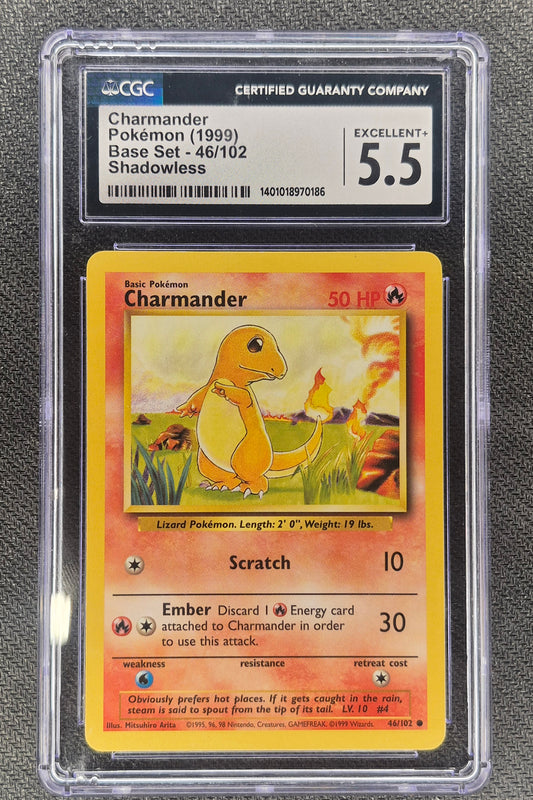 CGC
CERTIFIED GUARANTY COMPANY
Charmander
Pokémon (1999)
Base Set - 46/102
Shadowless
EXCELLENT+
5.5
1401018970186
Basic Pokémon
Charmander
50 HP
Lizard Pokémon. Length: 2' 0", Weight: 19 lbs.
Scratch
10
Ember Discard 1 Energy card
attached to Charmander in order
to use this attack.
30
weakness
resistance
retreat cost
Obviously prefers hot places. If it gets caught in the rain,
steam is said to spout from the tip of its tail. LV. 10 #4
Illus. Mitsuhiro Arita
©1995, 96, 98 Nintendo, Creatures, GAMEFREAK. ©1999 Wizards.
46/102